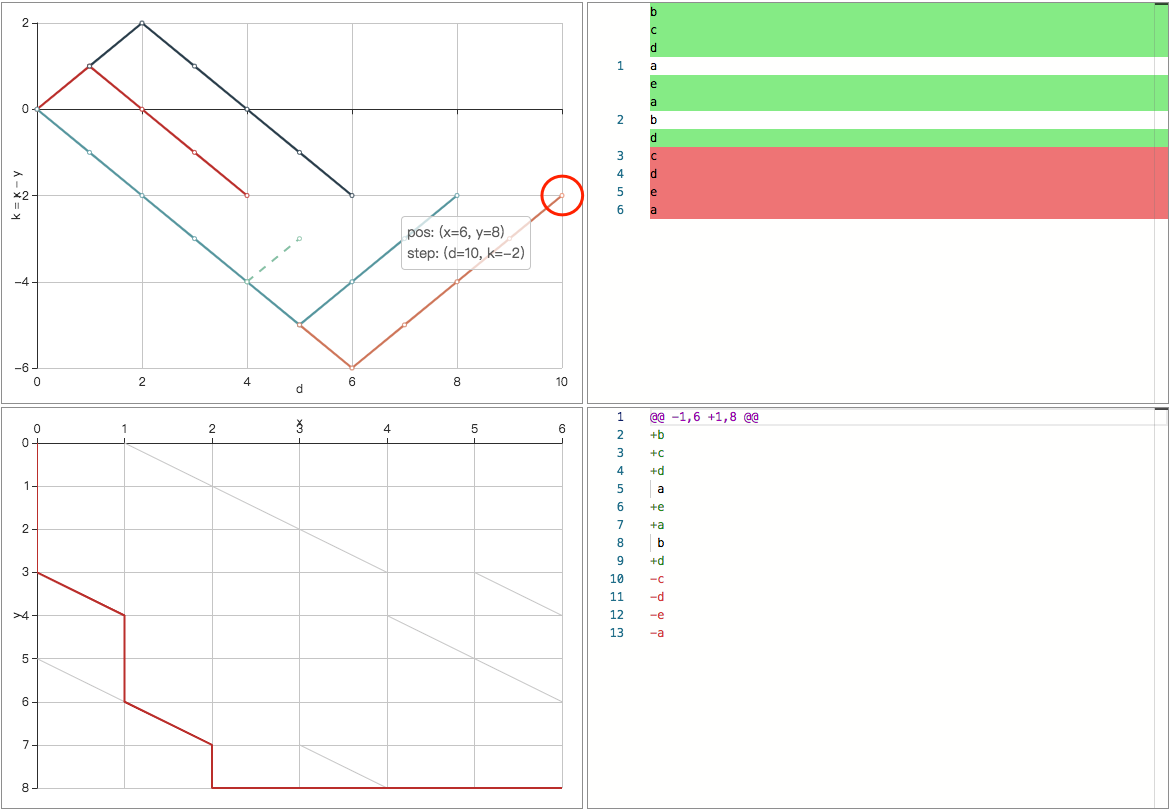 2
0
−2
−4
−6
k = x − y
0
2
4
6
8
10
d
pos: (x=6, y=8)
step: (d=10, k=−2)
b
c
d
1 a
e
a
2 b
d
3 c
4 d
5 e
6 a
x
0 1 2 3 4 5 6
0
1
2
3
4
5
6
7
8
y
1 @@ -1,6 +1,8 @@
2 +b
3 +c
4 +d
5 a
6 +e
7 +a
8 b
9 +d
10 -c
11 -d
12 -e
13 -a